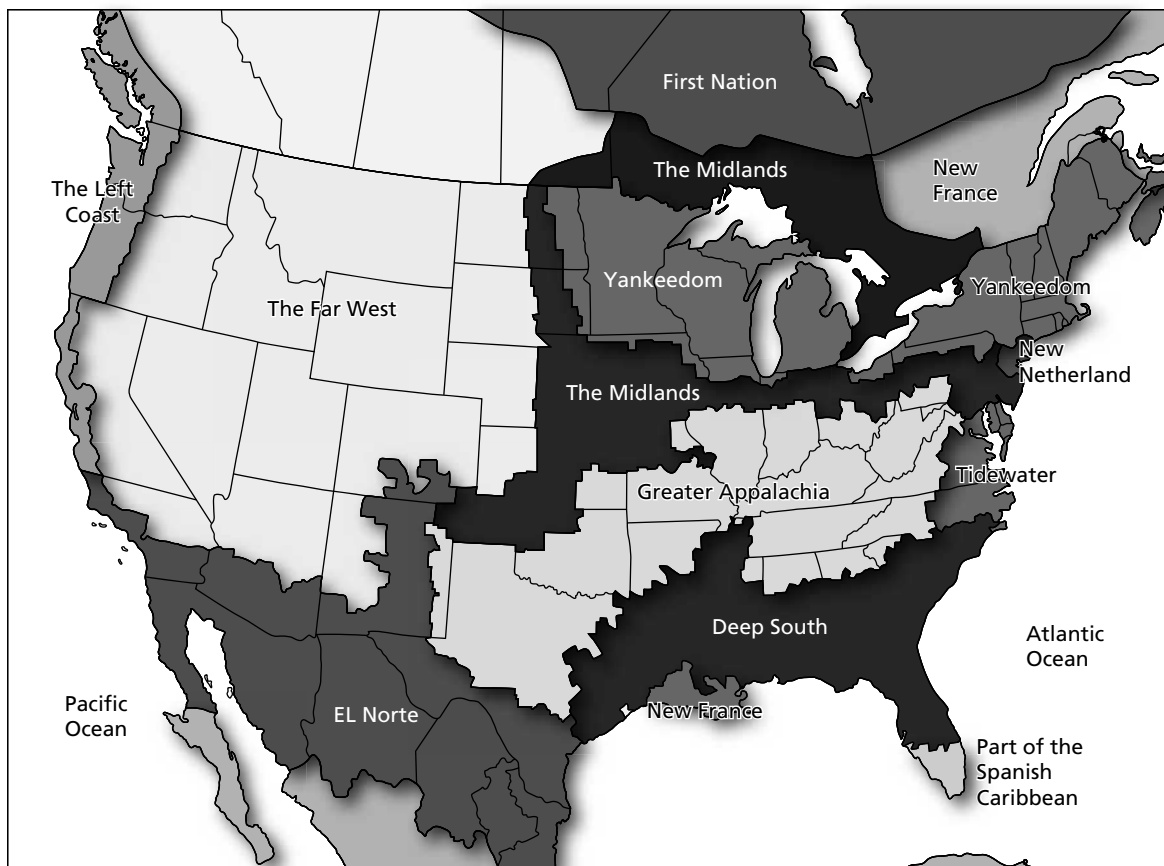 First Nation
The Midlands
New
France
The Left
Coast
Yankeedom
Yankeedom
The Far West
New
Netherland
The Midlands
Tidewater
Greater Appalachia
Deep South
Atlantic
Ocean
Pacific
Ocean
EL Norte
New France
Part of the
Spanish
Caribbean